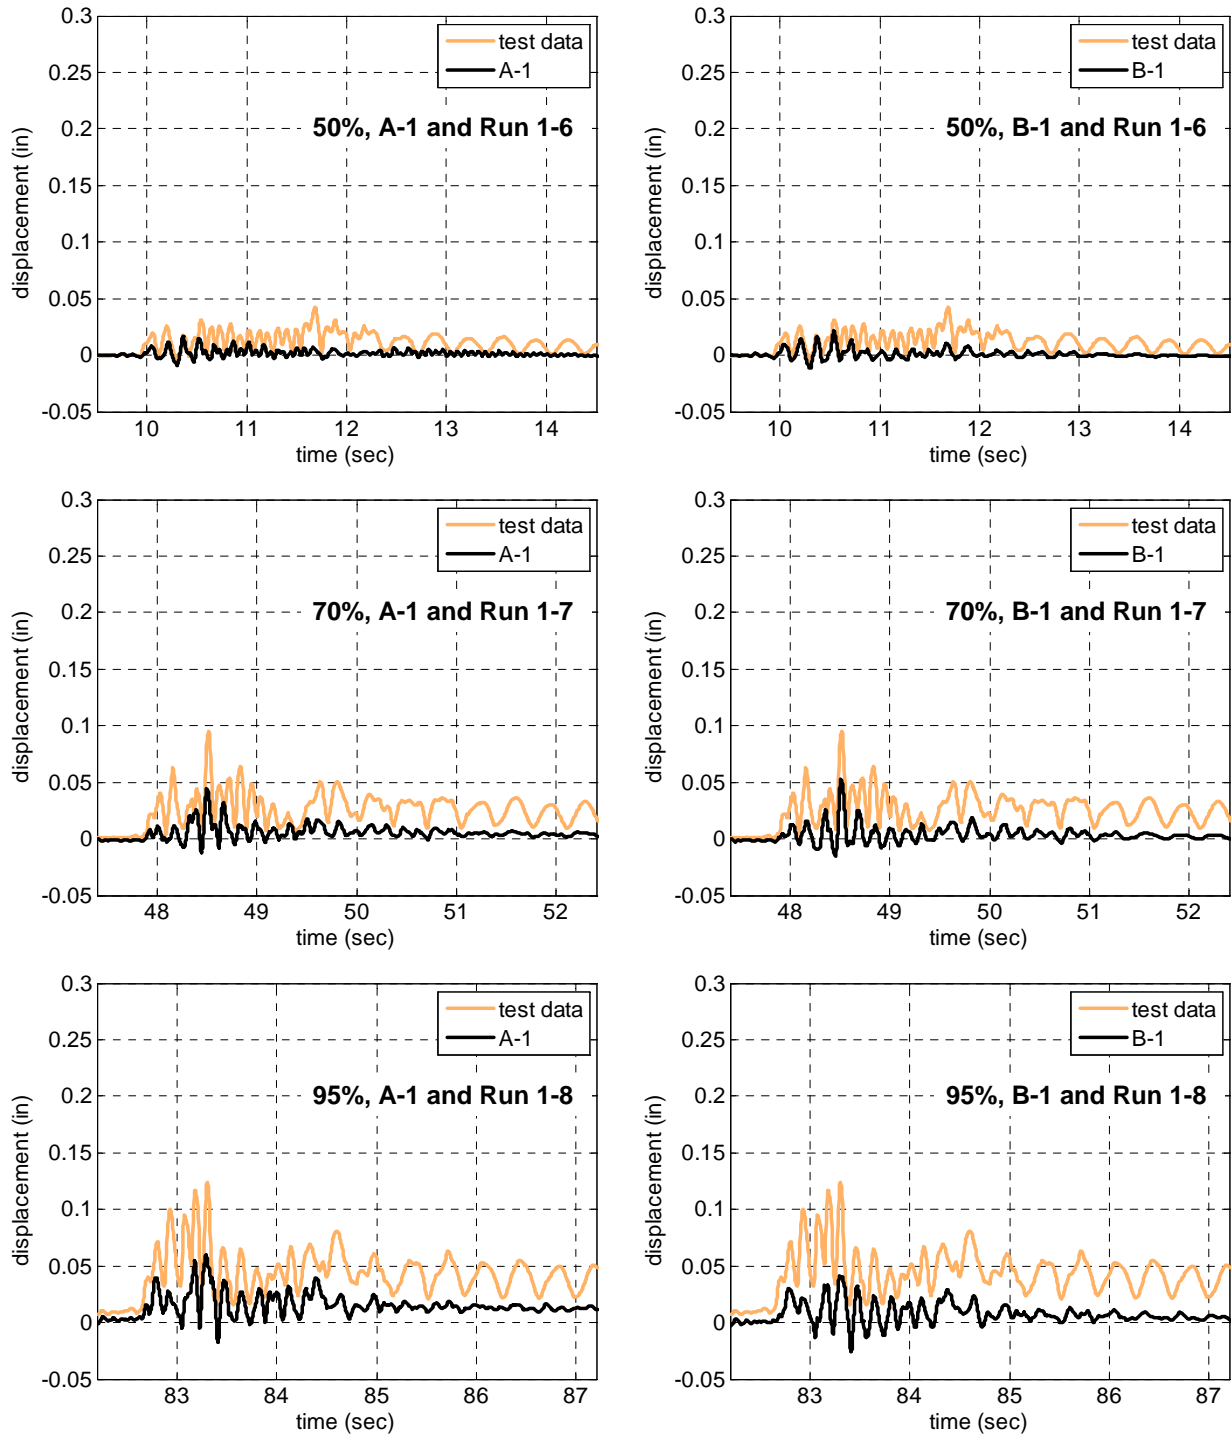 0.3
0.25
0.2
0.15
0.1
0.05
0
-0.05
displacement (in)
test data
A-1
50%, A-1 and Run 1-6
10 11 12 13 14
time (sec)
0.3
0.25
0.2
0.15
0.1
0.05
0
-0.05
displacement (in)
test data
B-1
50%, B-1 and Run 1-6
10 11 12 13 14
time (sec)
0.3
0.25
0.2
0.15
0.1
0.05
0
-0.05
displacement (in)
test data
A-1
70%, A-1 and Run 1-7
48 49 50 51 52
time (sec)
0.3
0.25
0.2
0.15
0.1
0.05
0
-0.05
displacement (in)
test data
B-1
70%, B-1 and Run 1-7
48 49 50 51 52
time (sec)
0.3
0.25
0.2
0.15
0.1
0.05
0
-0.05
displacement (in)
test data
A-1
95%, A-1 and Run 1-8
83 84 85 86 87
time (sec)
0.3
0.25
0.2
0.15
0.1
0.05
0
-0.05
displacement (in)
test data
B-1
95%, B-1 and Run 1-8
83 84 85 86 87
time (sec)